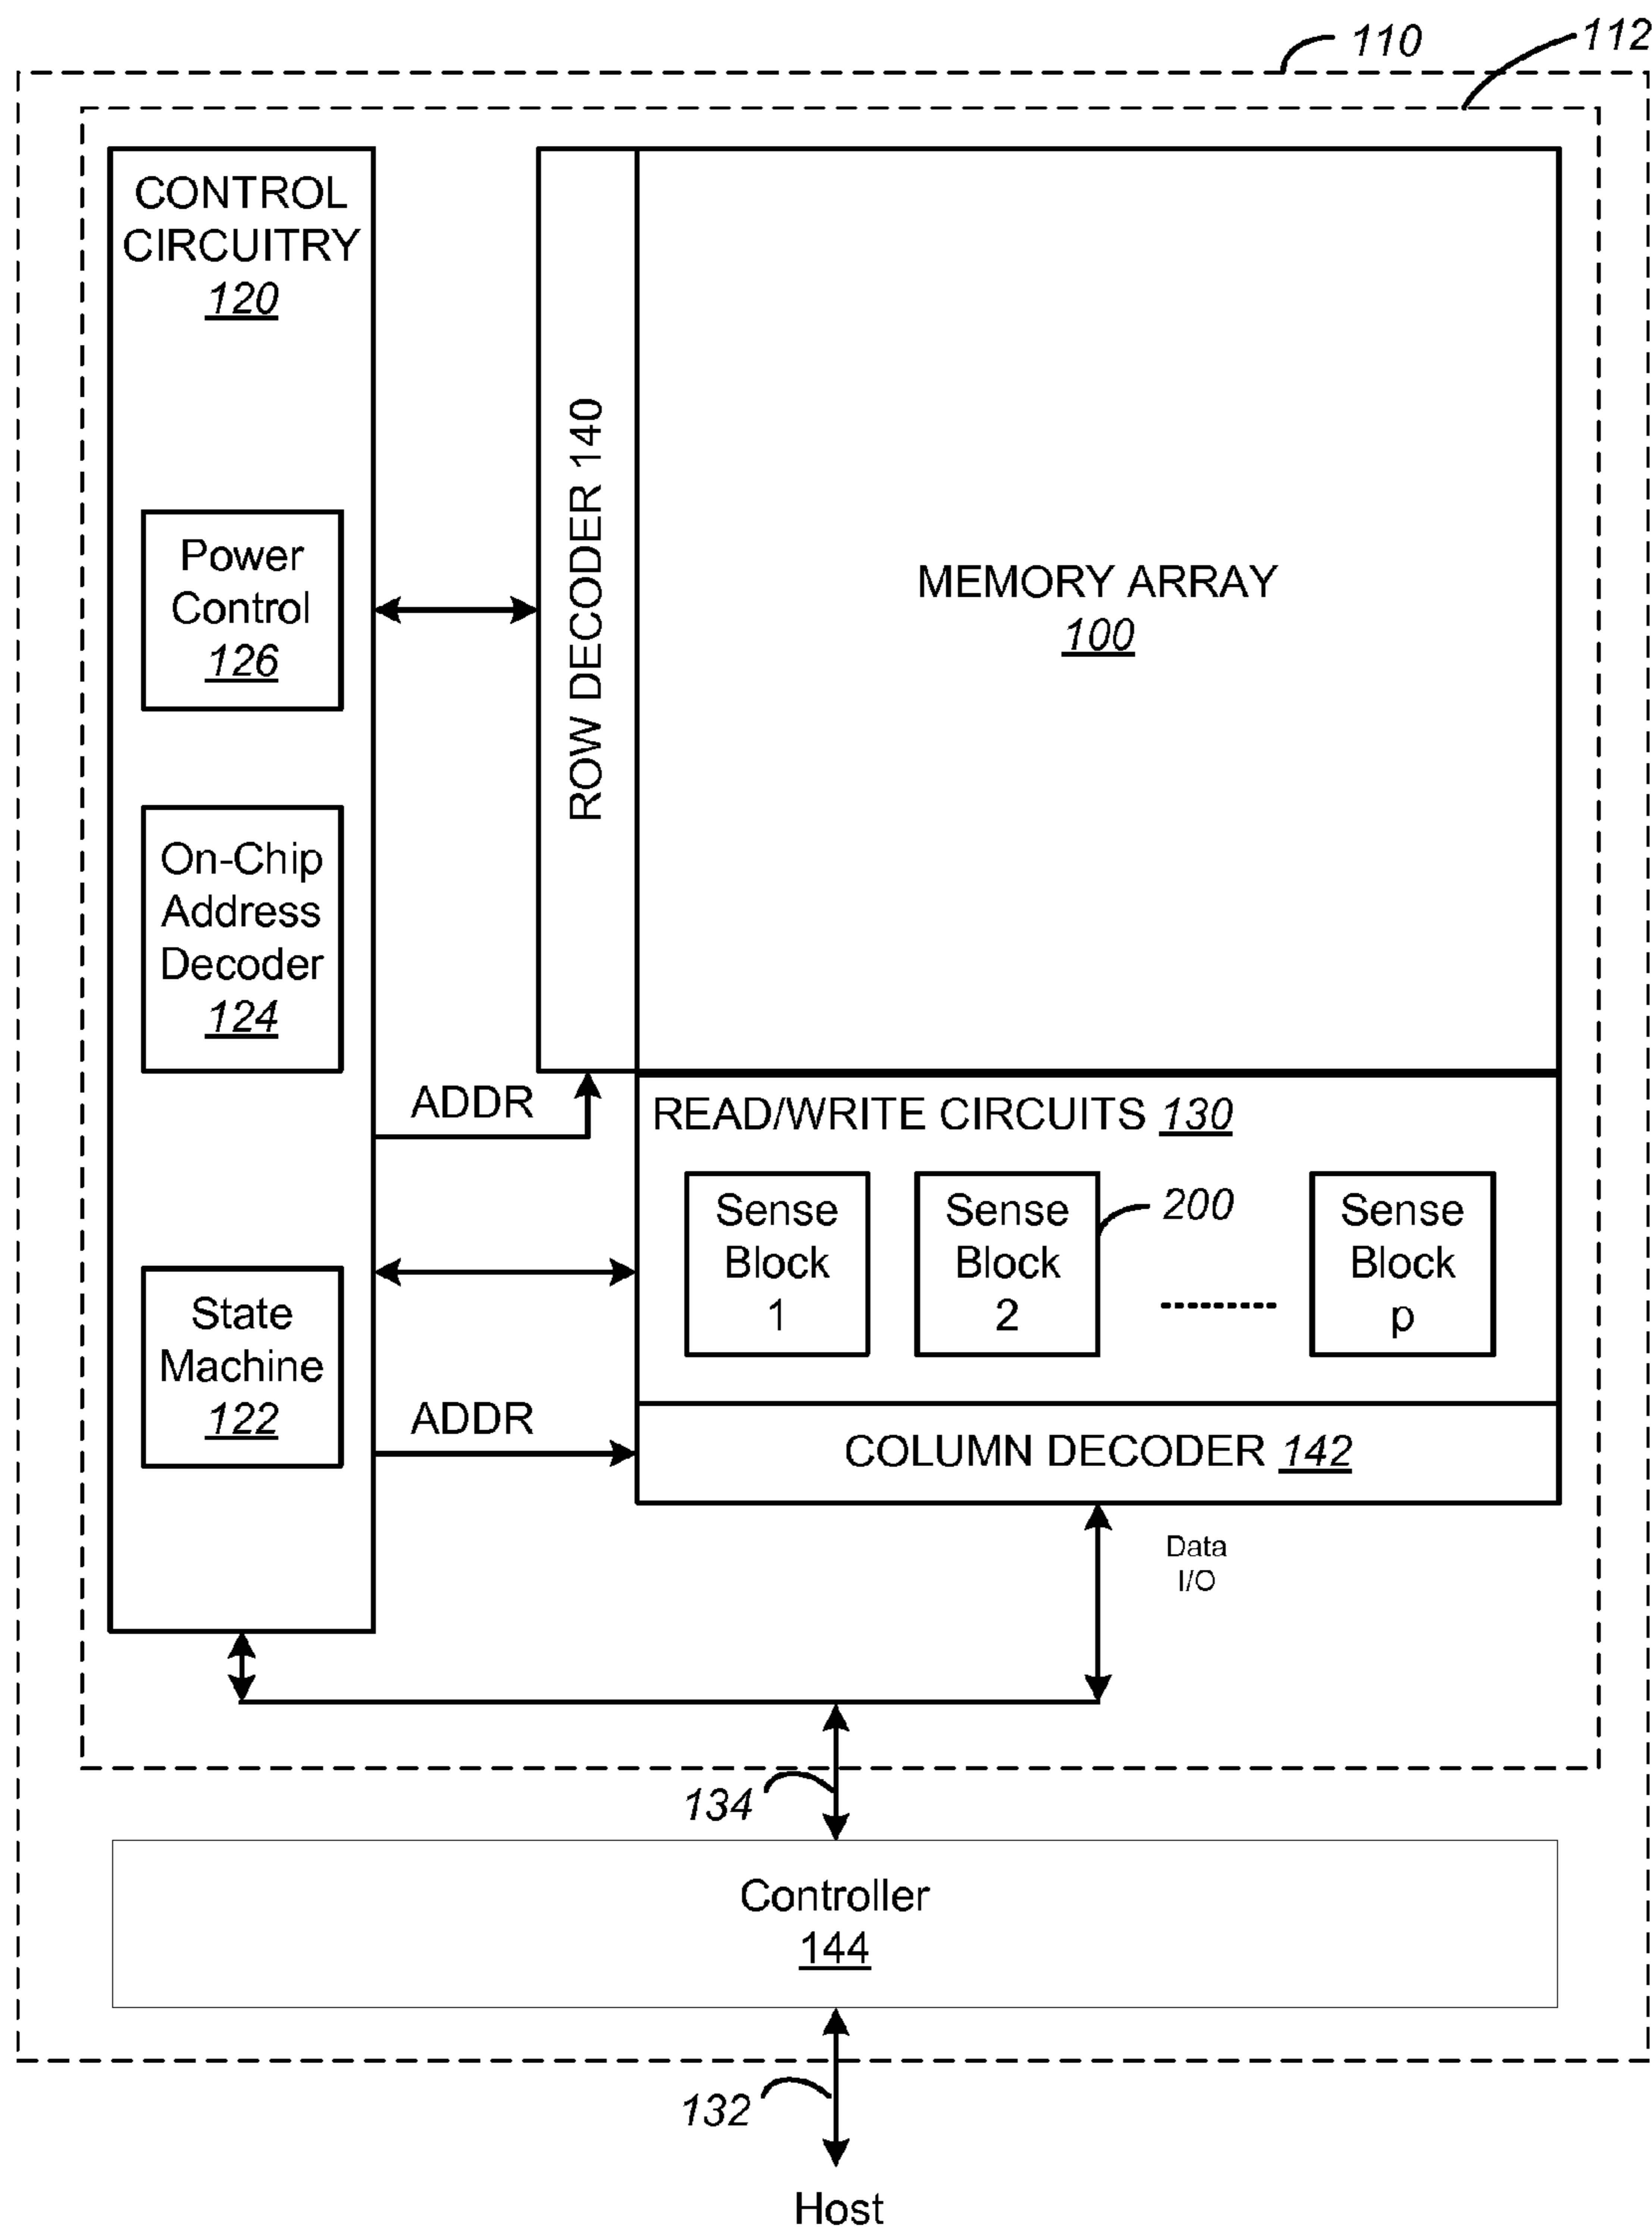 110
112
CONTROL
CIRCUITRY
120
Power
Control
126
On-Chip
Address
Decoder
124
State
Machine
122
ROW DECODER 140
MEMORY ARRAY
100
ADDR
READ/WRITE CIRCUITS 130
Sense
Block
1
Sense
Block
2
200
Sense
Block
p
ADDR
COLUMN DECODER 142
Data
I/O
134
Controller
144
132
Host